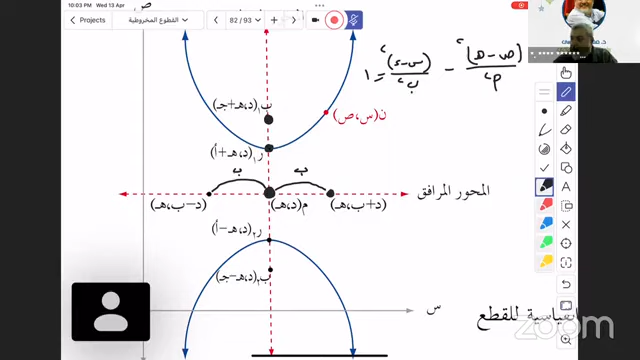 10:03 PM Wed 13 Apr
Projects
82 / 93
القطوع المخروطية
ص
(ص - هـ)² / أ² - (س - د)² / ب² = ١
ب١(د، هـ+جـ)
ن(س، ص)
ر١(د، هـ+أ)
ب
ب
المحور المرافق
(د+ب، هـ)
م(د، هـ)
(د−ب، هـ)
ر٢(د، هـ−أ)
ب٢(د، هـ−جـ)
س
للقطع
zoom